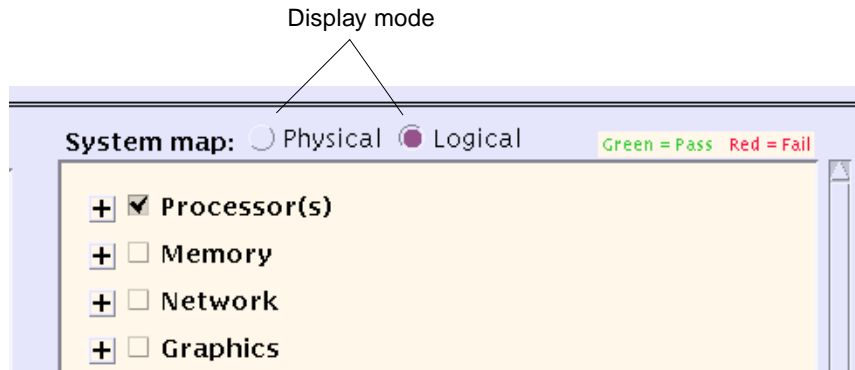 Display mode
System map: Physical Logical Green = Pass Red = Fail
Processor(s)
Memory
Network
Graphics